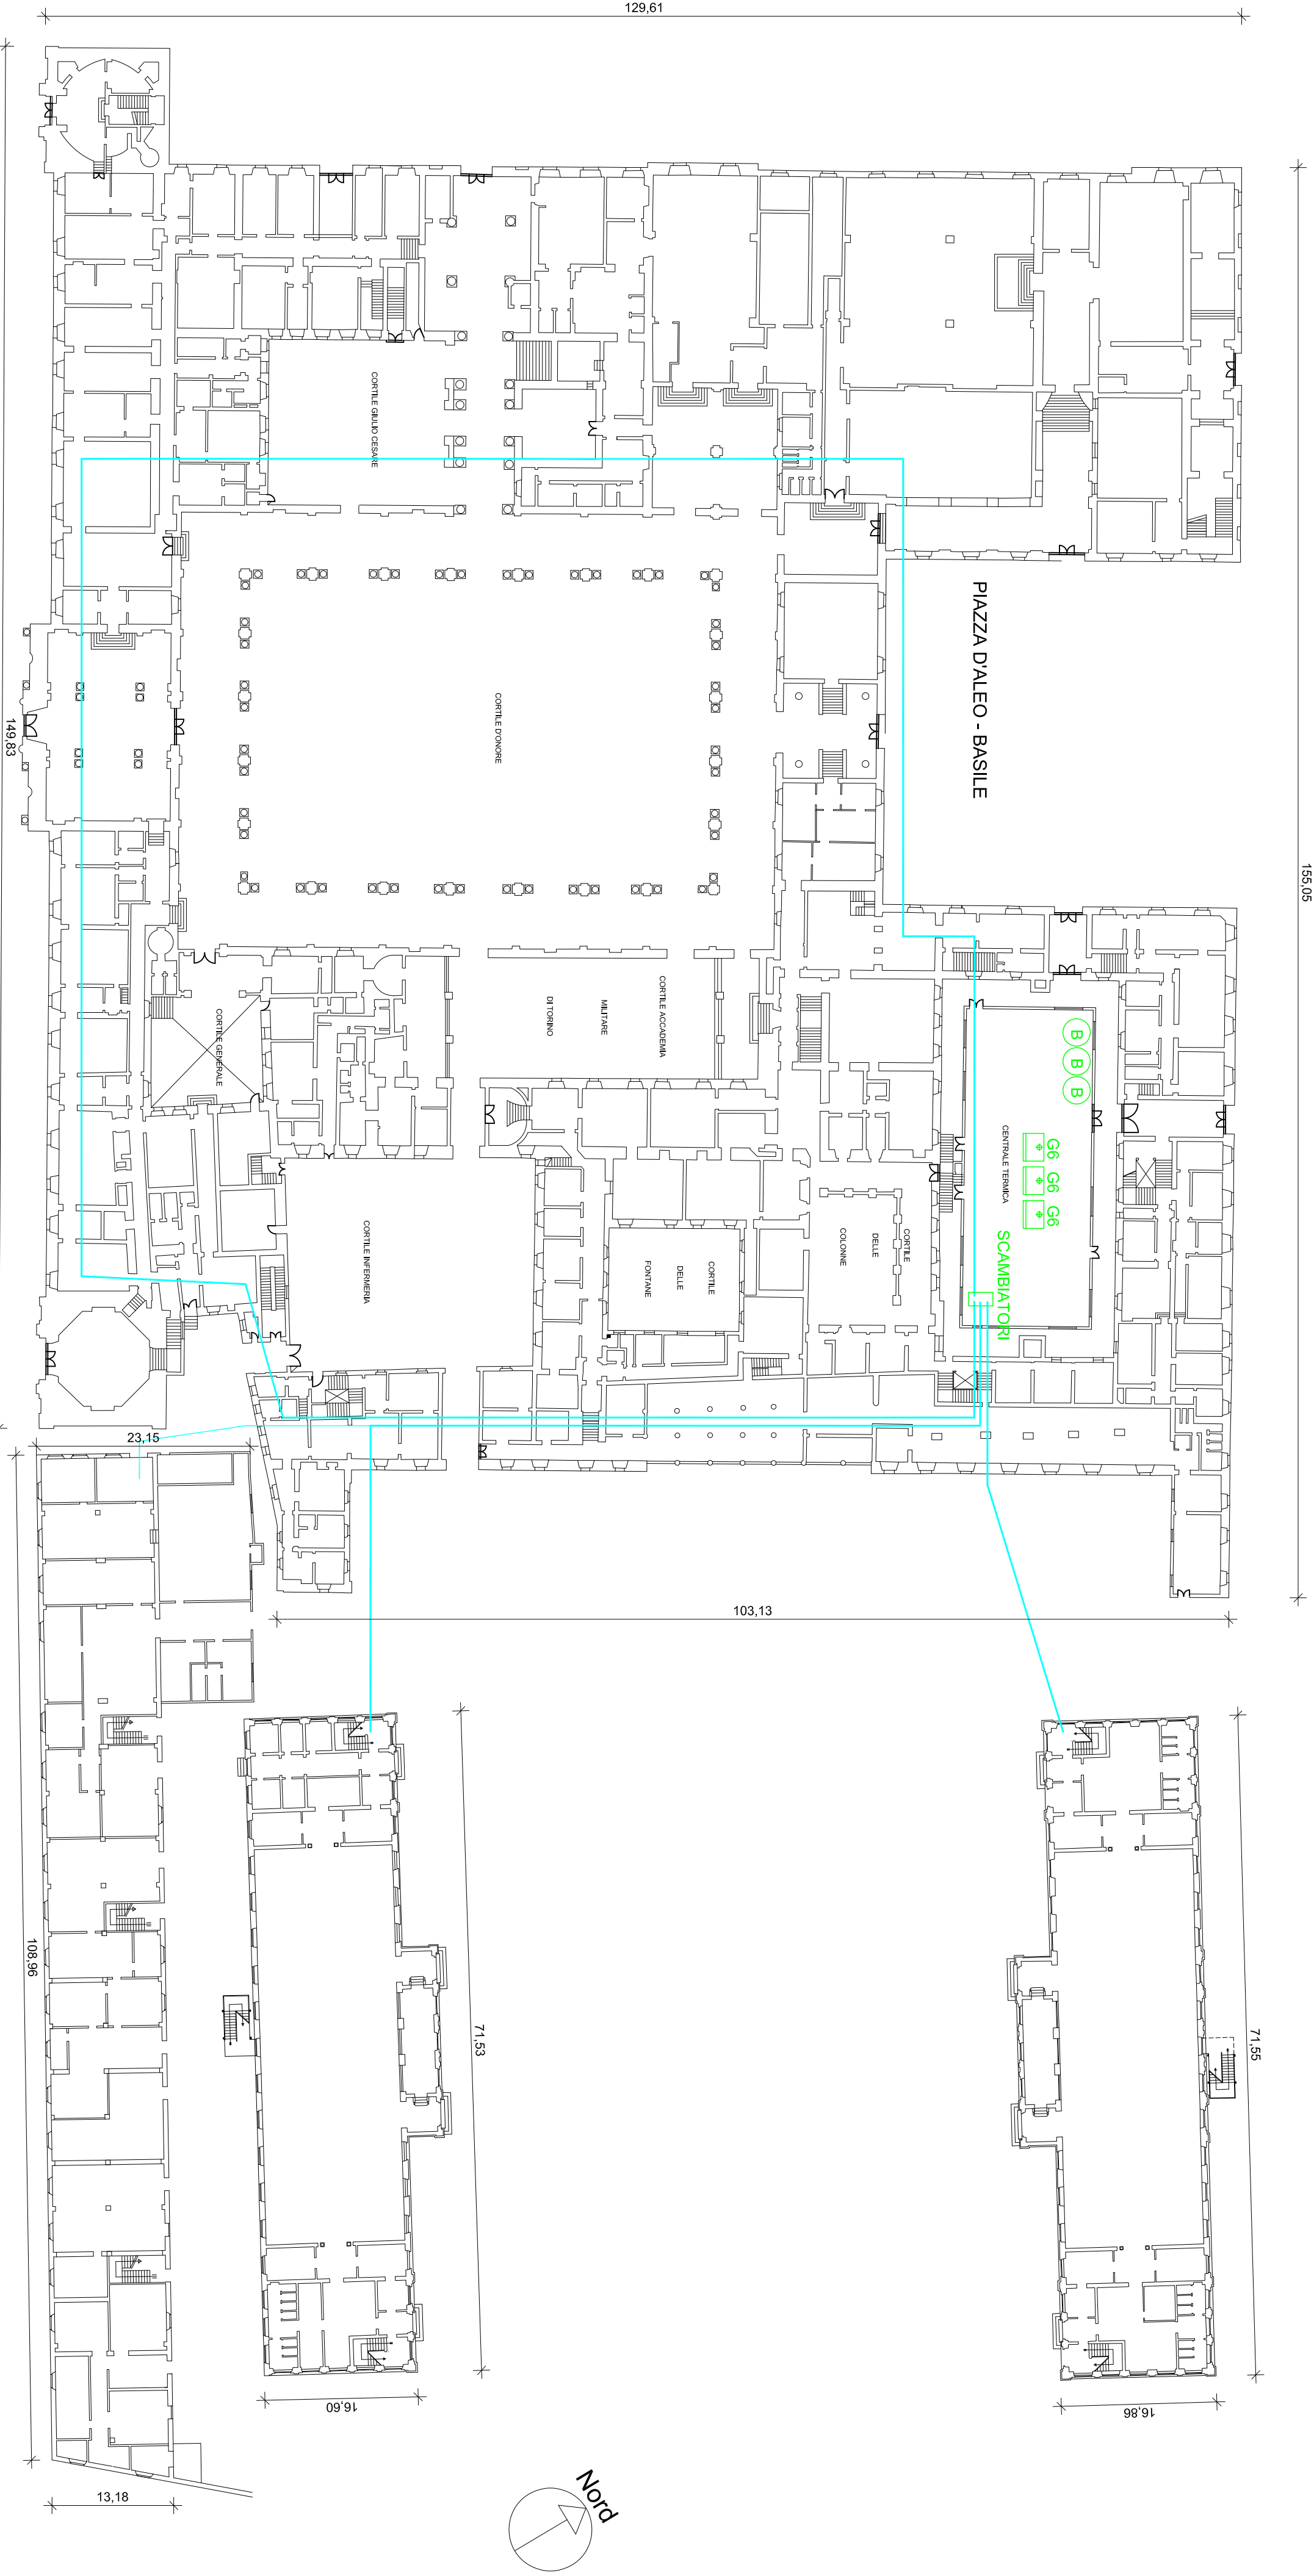 129,61
149,83
155,05
CORTILE GIULIO CESARE
PIAZZA D'ALEO - BASILE
CORTILE D'ONORE
CORTILE ACCADEMIA
MILITARE
DI TORINO
CORTILE GENERALE
B
B
B
CENTRALE TERMICA
G6
G6
G6
SCAMBIATORI
CORTILE
DELLE
COLONNE
CORTILE
DELLE
FONTANE
CORTILE INFERMERIA
23,15
103,13
108,96
71,53
71,55
16,60
16,86
13,18
Nord